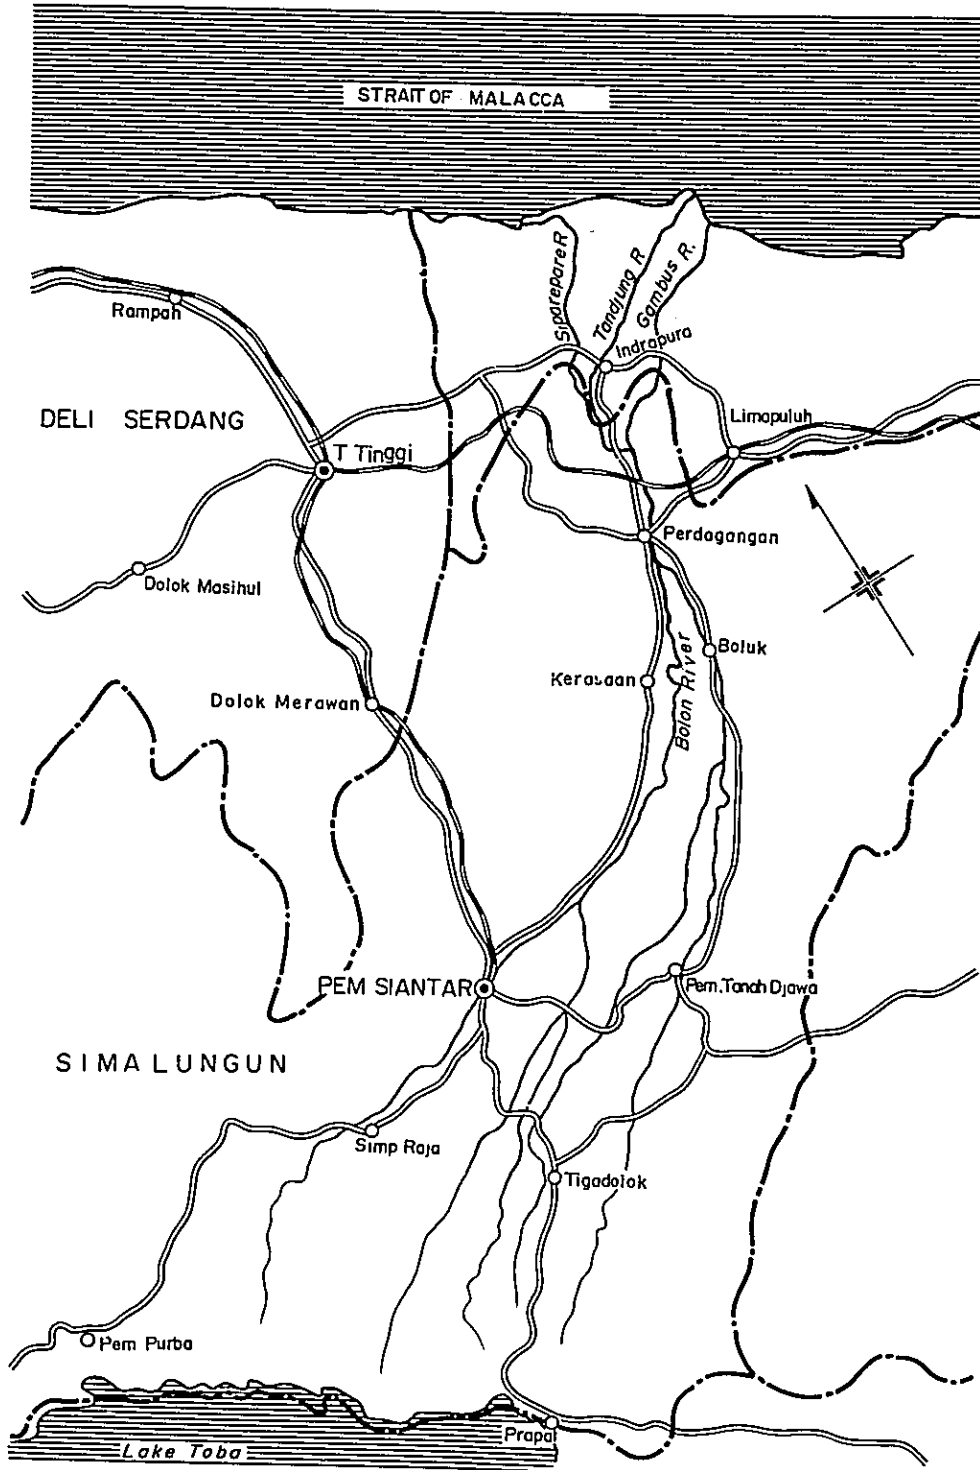 STRAIT OF MALACCA
Siparepare R
Tandjung R
Gambus R.
Rampah
Indrapura
DELI SERDANG
Limapuluh
T Tinggi
Perdagangan
Dolok Masihul
Boluk
Kerasaan
Bolon River
Dolok Merawan
PEM SIANTAR
Pem. Tanah Djawa
SIMALUNGUN
Simp Raja
Tigadolok
Pem Purba
Prapat
Lake Toba